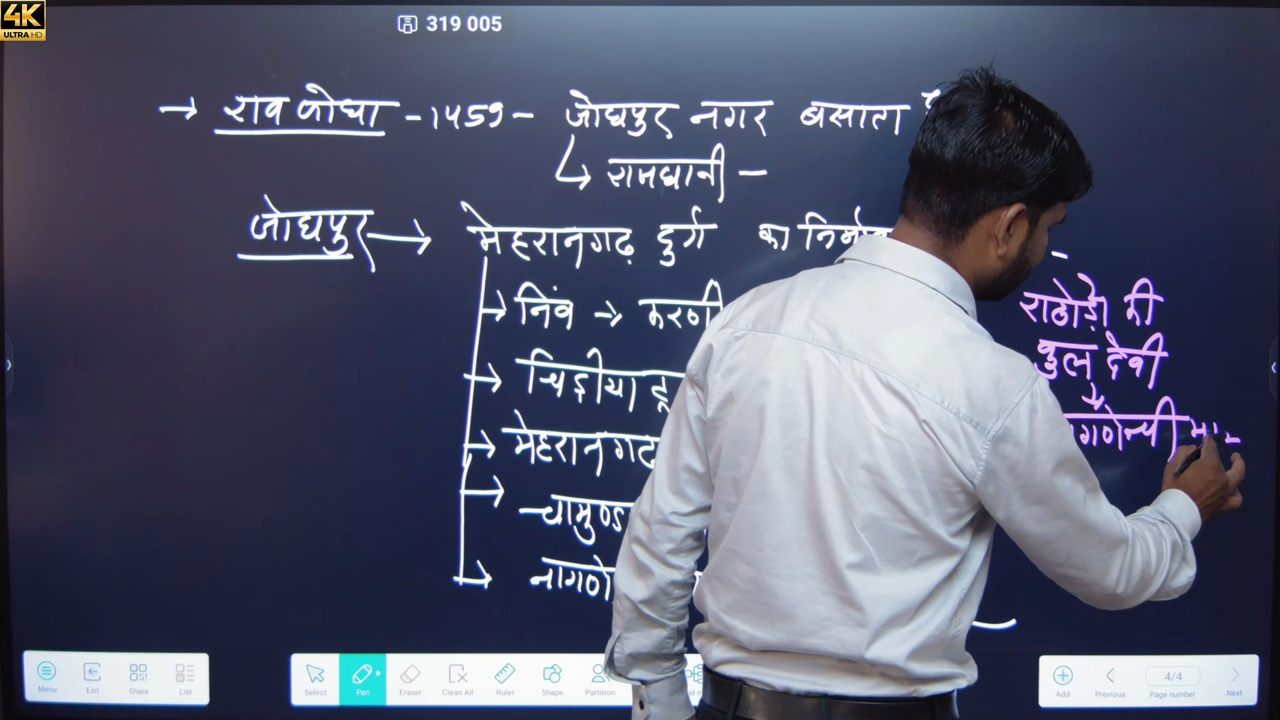 4K
ULTRA HD
319 005
→ राव जोधा - 1459 - जोधपुर नगर बसाता
↳ राजधानी -
जोधपुर → मेहरानगढ़ दुर्ग का निर्माण
→ निंव → करणी
→ चिड़ीया टू
→ मेहरानगढ़
→ चामुण्ड
→ नागणे
राठोड़ो की
कुल देवी
↓
गणेच्यी मात
Menu Exit Share List
Select Pen Eraser Clean All Ruler Shape Partition
Add Previous 4/4 Page number Next